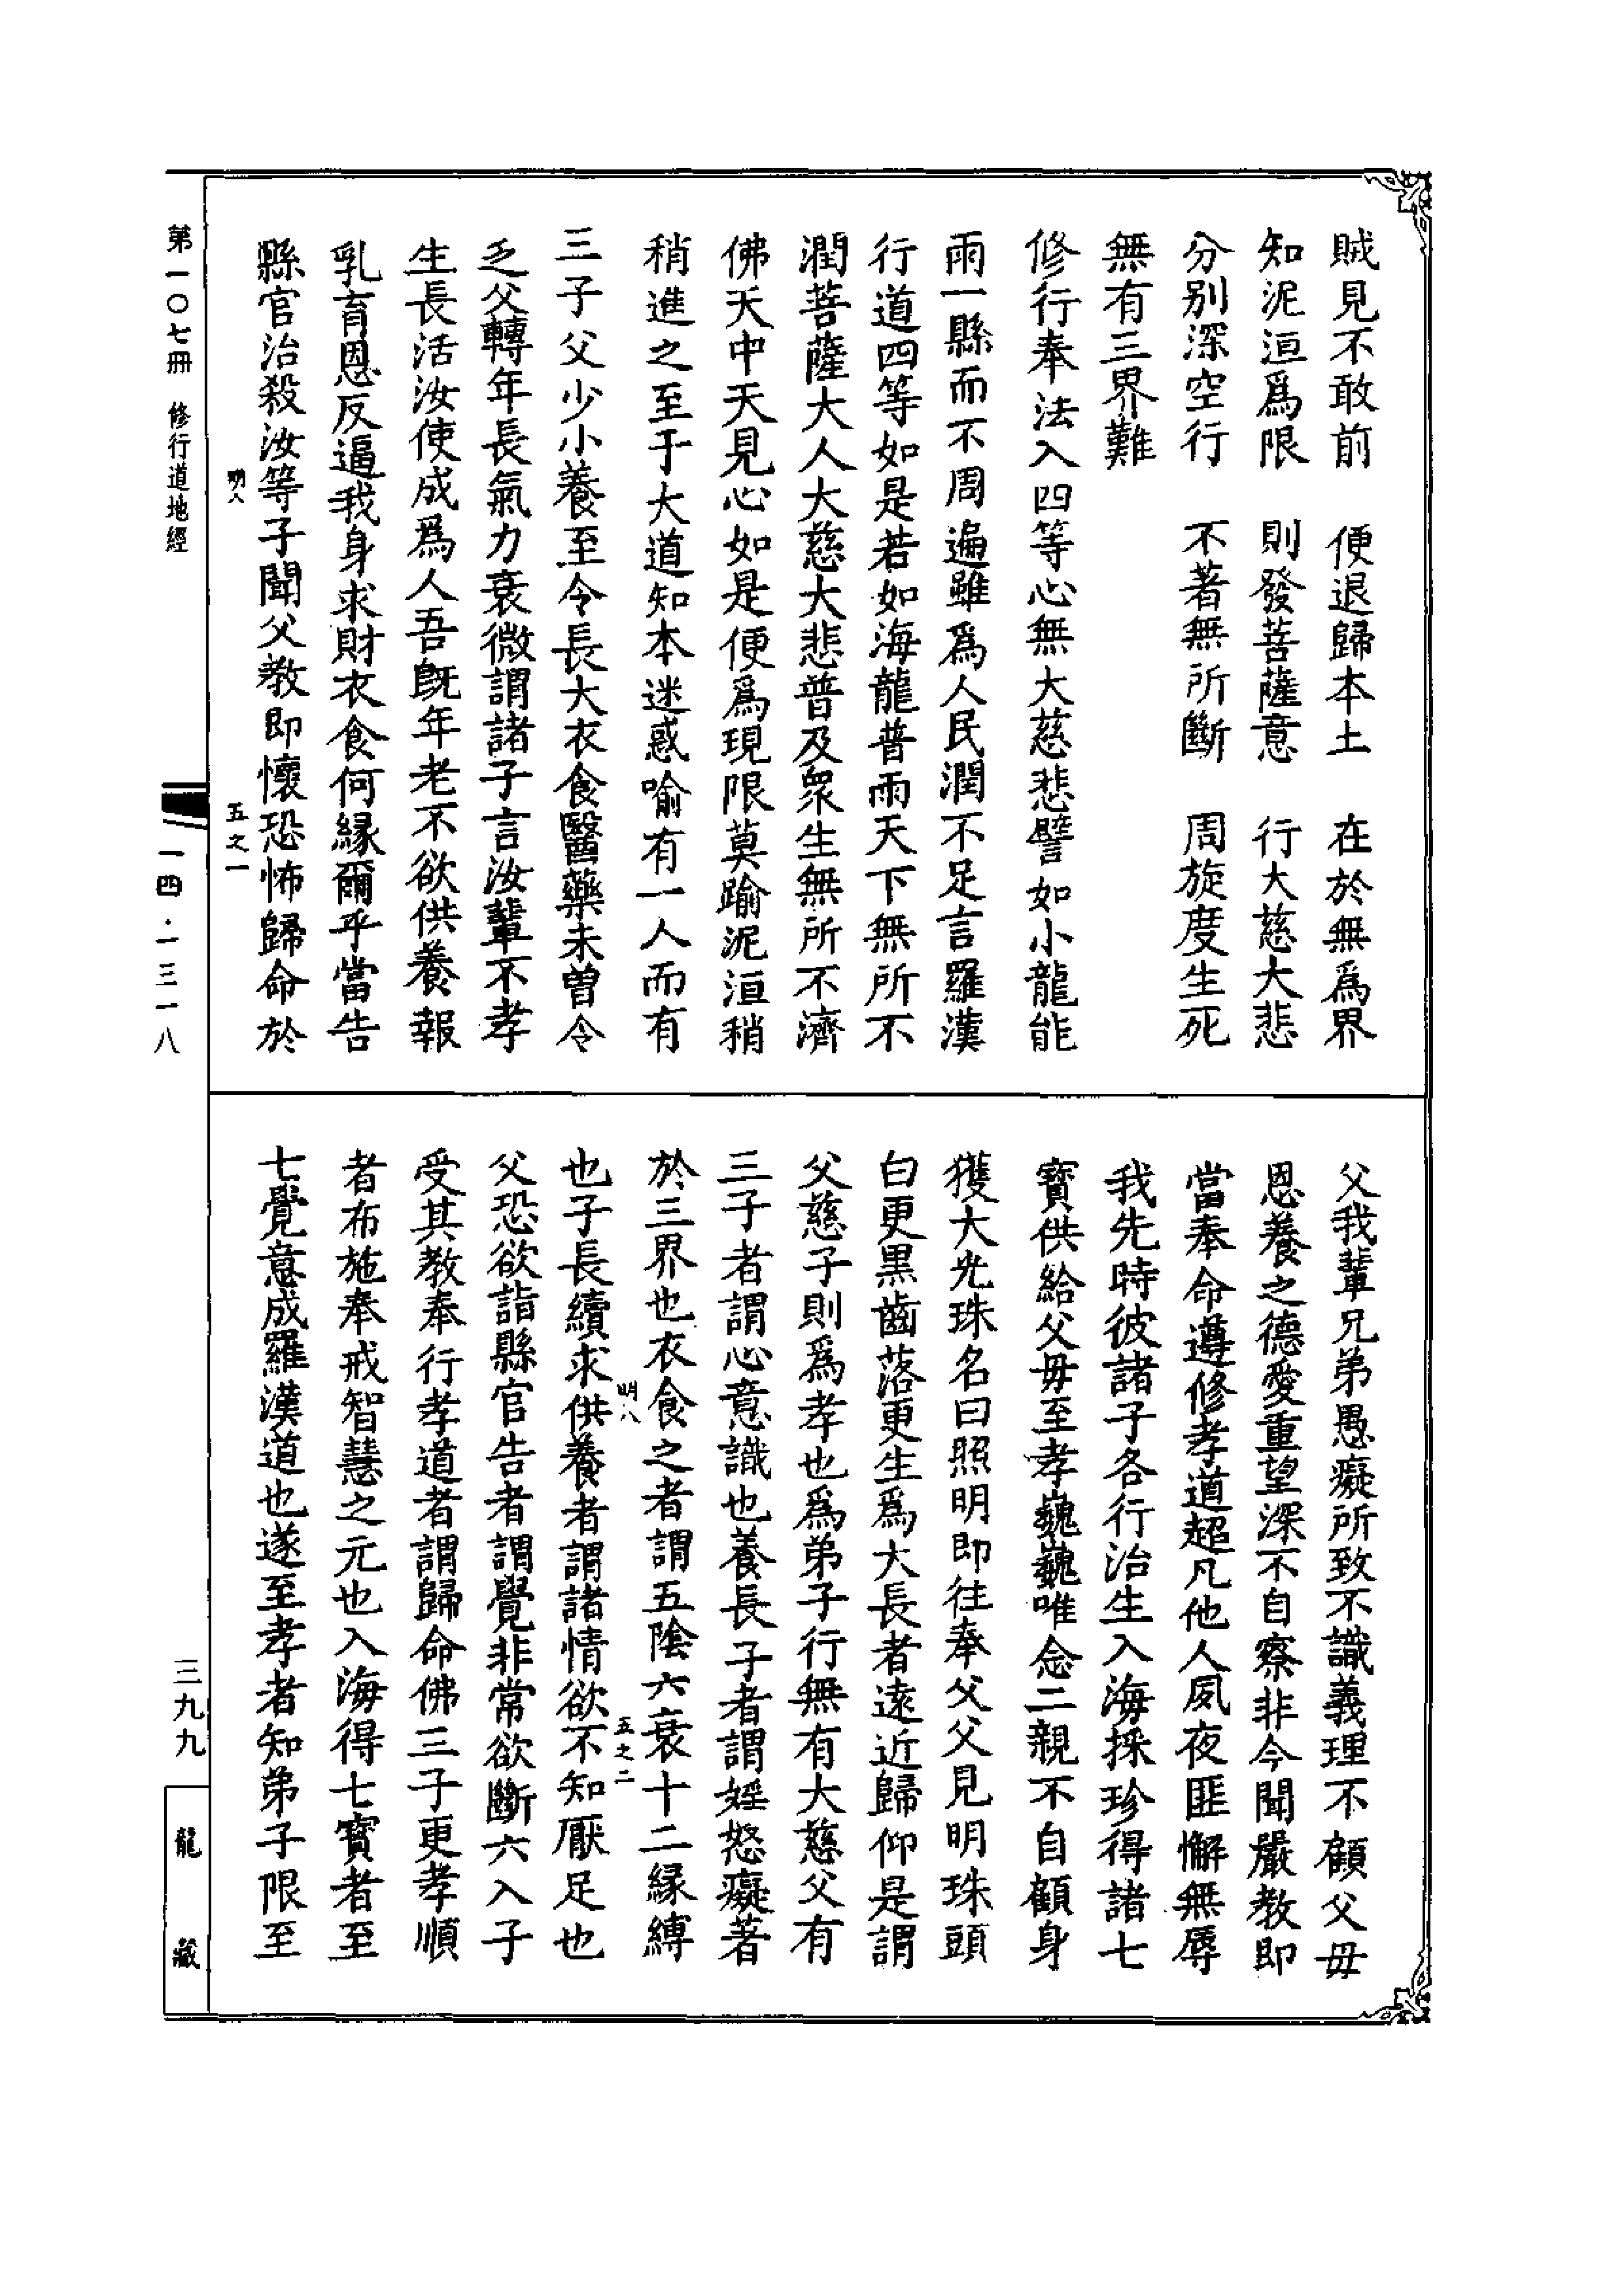 賊見不敢前　便退歸本土　在於無爲界
知泥洹爲限　則發菩薩意　行大慈大悲
分别深空行　不著無所斷　周旋度生死
無有三界難
修行奉法入四等心無大慈悲譬如小龍能
雨一縣而不周遍雖爲人民潤不足言羅漢
行道四等如是若如海龍普雨天下無所不
潤菩薩大人大慈大悲普及衆生無所不濟
佛天中天見心如是便爲現限莫踰泥洹稍
稍進之至于大道知本迷惑喻有一人而有
三子父少小養至令長大衣食醫藥未曽令
乏父轉年長氣力衰微謂諸子言汝輩不孝
生長活汝使成爲人吾既年老不欲供養報
乳育恩反逼我身求財衣食何緣爾乎當告
縣官治殺汝等子聞父教即懷恐怖歸命於
明八
五之一
父我輩兄弟愚癡所致不識義理不顧父毋
恩養之德愛重望深不自察非今聞嚴教即
當奉命遵修孝道超凡他人夙夜匪懈無辱
我先時彼諸子各行治生入海採珍得諸七
寶供給父毋至孝巍巍唯念二親不自顧身
獲大光珠名曰照明即往奉父父見明珠頭
白更黒齒落更生爲大長者遠近歸仰是謂
父慈子則爲孝也爲弟子行無有大慈父有
三子者謂心意識也養長子者謂婬怒癡著
於三界也衣食之者謂五陰六衰十二緣縛
明八
五之二
也子長續求供養者謂諸情欲不知厭足也
父恐欲詣縣官告者謂覺非常欲斷六入子
受其教奉行孝道者謂歸命佛三子更孝順
者布施奉戒智慧之元也入海得七寶者至
七覺意成羅漢道也遂至孝者知弟子限至
第一〇七冊　修行道地經
一四·一三一八
三九九
龍藏